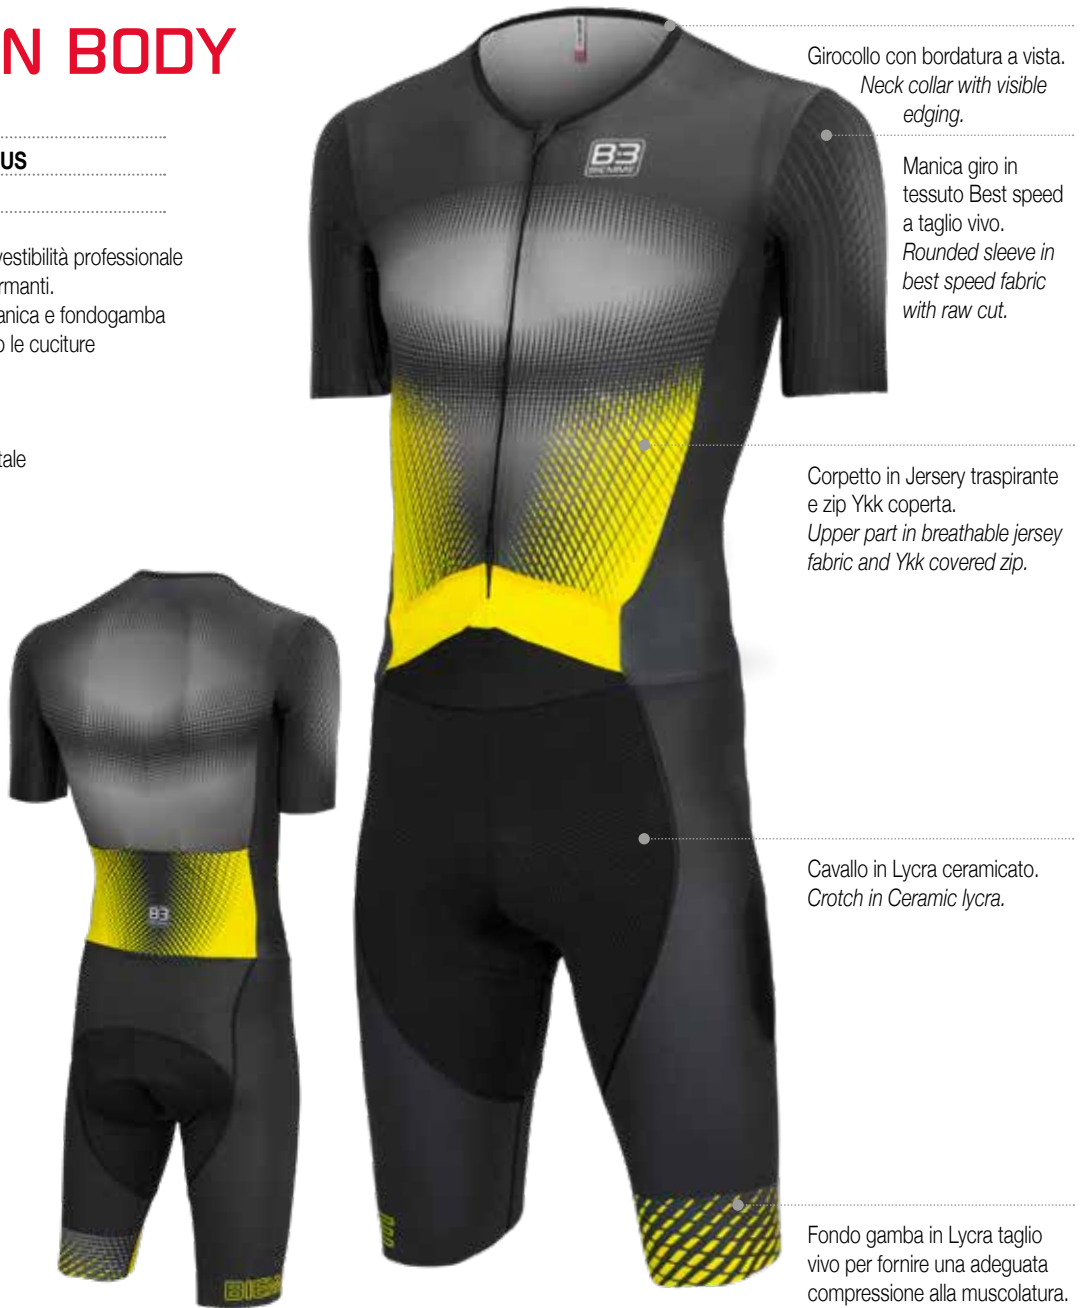 N BODY
US
vestibilità professionale
rmanti.
anica e fondogamba
o le cuciture
tale
Girocollo con bordatura a vista.
Neck collar with visible
edging.
Manica giro in
tessuto Best speed
a taglio vivo.
Rounded sleeve in
best speed fabric
with raw cut.
Corpetto in Jersery traspirante
e zip Ykk coperta.
Upper part in breathable jersey
fabric and Ykk covered zip.
Cavallo in Lycra ceramicato.
Crotch in Ceramic lycra.
Fondo gamba in Lycra taglio
vivo per fornire una adeguata
compressione alla muscolatura.
B3
BIEMME
B3
BIEM